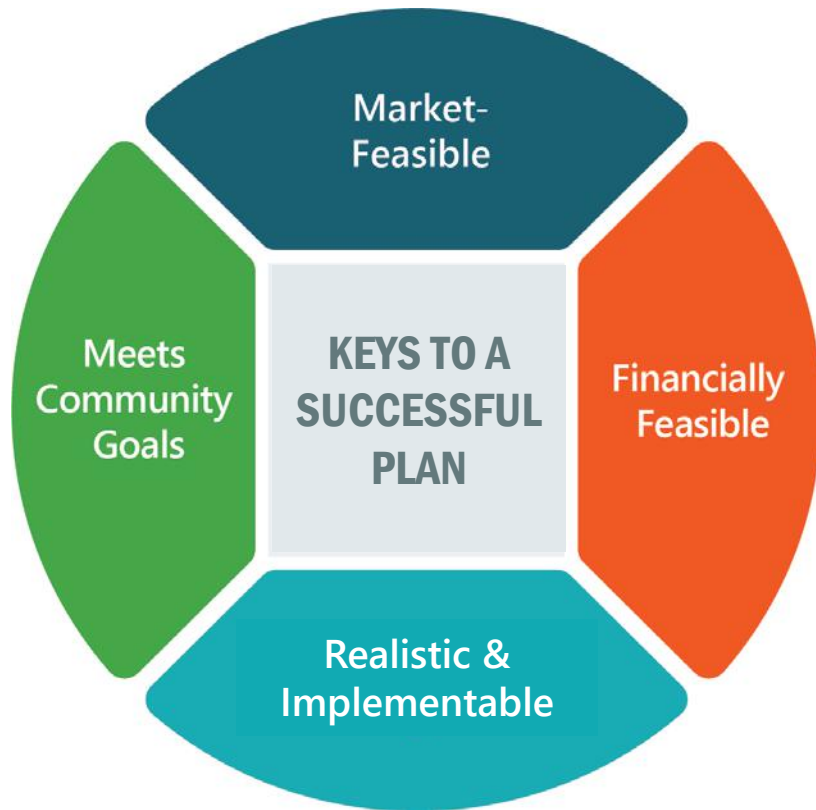 Market-
Feasible
Meets
Community
Goals
KEYS TO A
SUCCESSFUL
PLAN
Financially
Feasible
Realistic &
Implementable